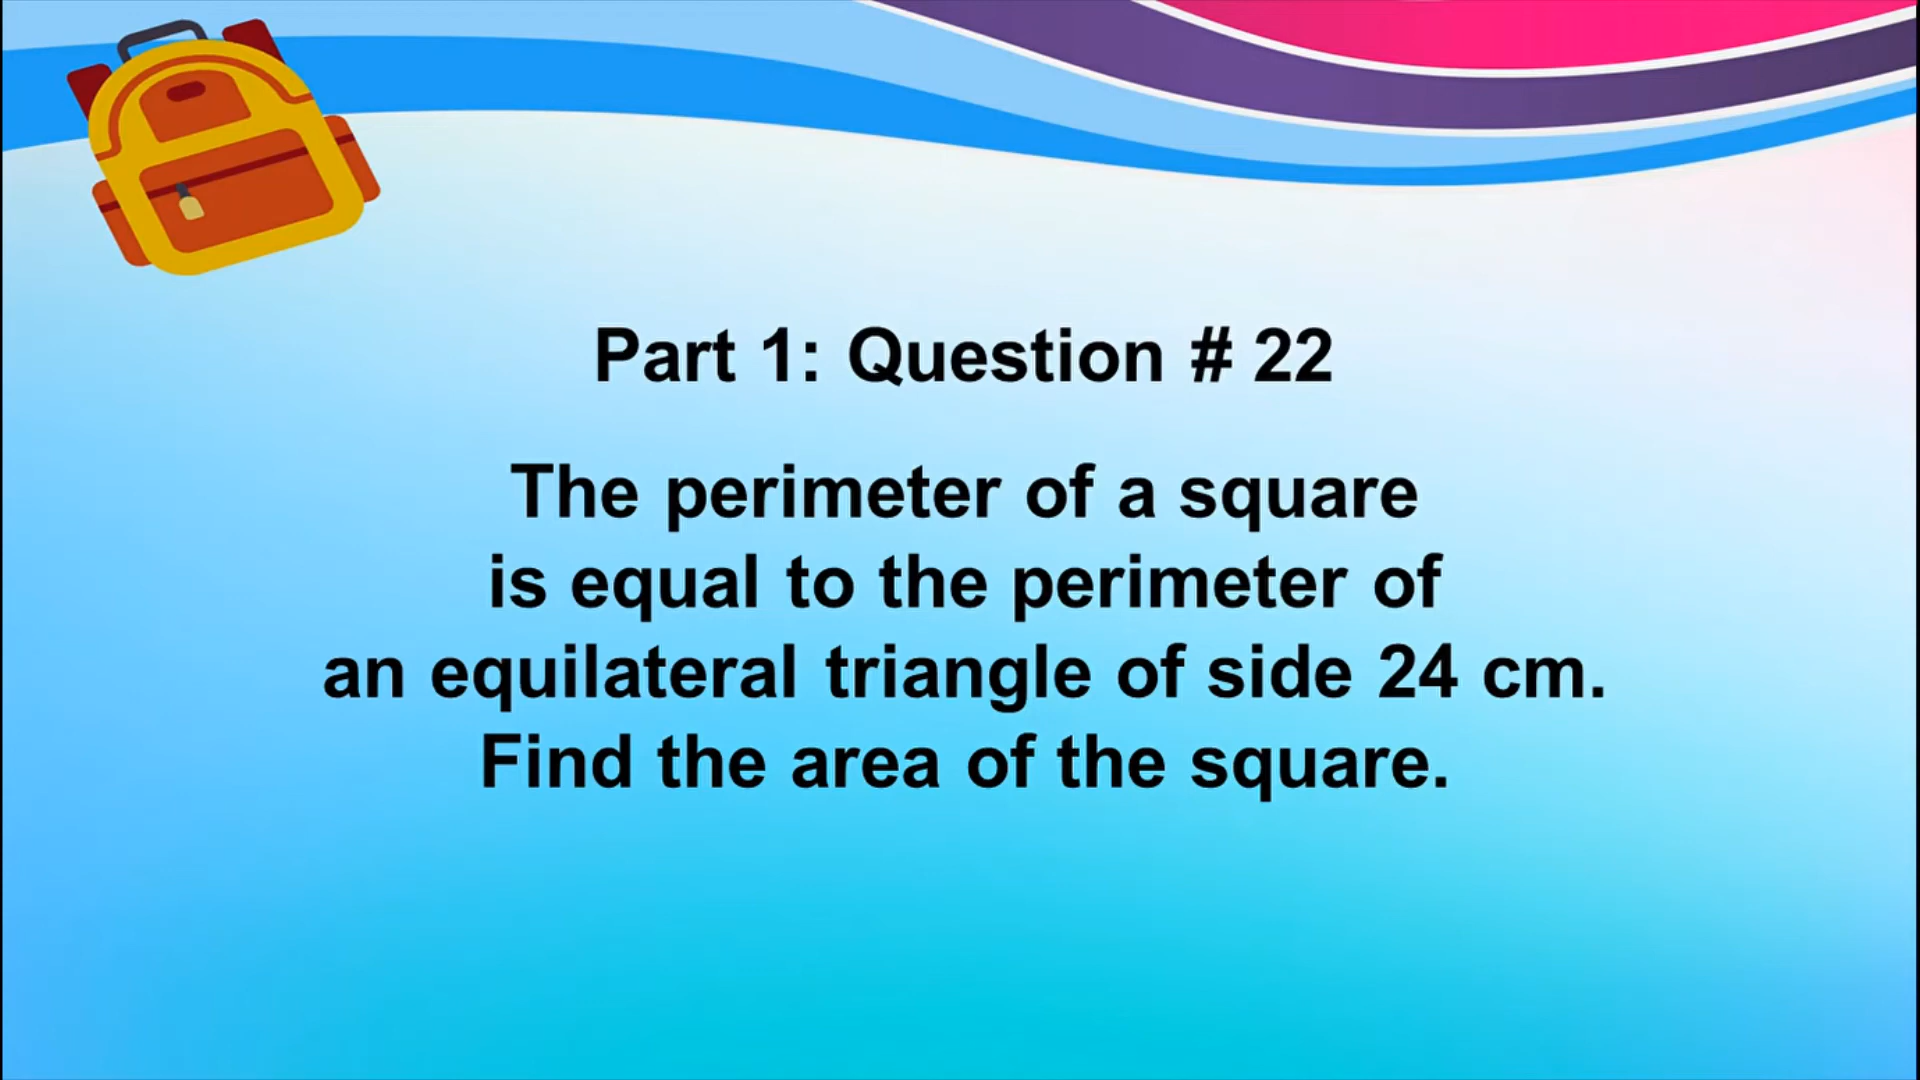 Part 1: Question # 22
The perimeter of a square
is equal to the perimeter of
an equilateral triangle of side 24 cm.
Find the area of the square.